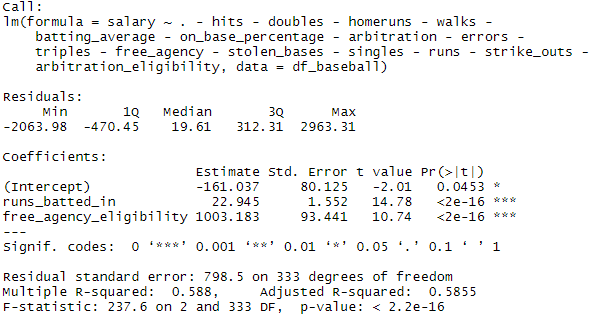 Call:
lm(formula = salary ~ . - hits - doubles - homeruns - walks -
    batting_average - on_base_percentage - arbitration - errors -
    triples - free_agency - stolen_bases - singles - runs - strike_outs -
    arbitration_eligibility, data = df_baseball)
Residuals:
     Min       1Q   Median       3Q      Max
-2063.98  -470.45    19.61   312.31  2963.31
Coefficients:
                        Estimate Std. Error t value Pr(>|t|)
(Intercept)             -161.037     80.125   -2.01   0.0453 *
runs_batted_in            22.945      1.552   14.78   <2e-16 ***
free_agency_eligibility 1003.183     93.441   10.74   <2e-16 ***
---
Signif. codes:  0 ‘***’ 0.001 ‘**’ 0.01 ‘*’ 0.05 ‘.’ 0.1 ‘ ’ 1
Residual standard error: 798.5 on 333 degrees of freedom
Multiple R-squared:  0.588,     Adjusted R-squared:  0.5855
F-statistic: 237.6 on 2 and 333 DF,  p-value: < 2.2e-16